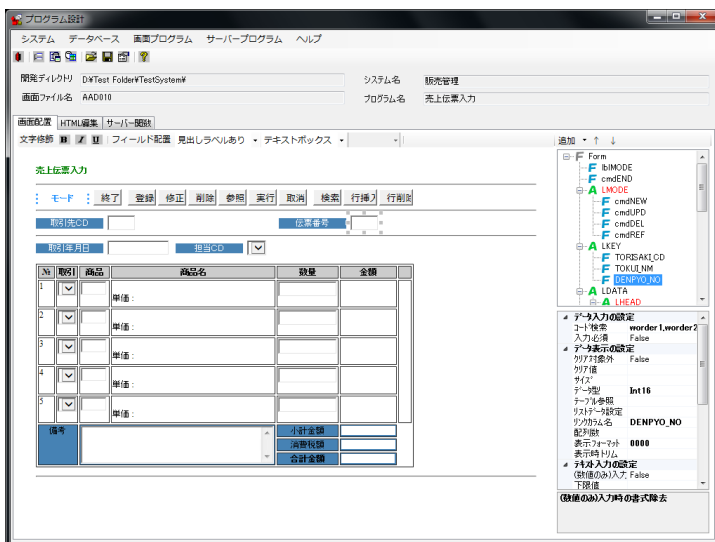 プログラム設計
システム データベース 画面プログラム サーバープログラム ヘルプ
開発ディレクトリ D:¥Test Folder¥TestSystem¥ システム名 販売管理
画面ファイル名 AAD010 プログラム名 売上伝票入力
画面配置 HTML編集 サーバー関数
文字修飾 B I U フィールド配置 見出しラベルあり テキストボックス 追加 ↑ ↓
売上伝票入力
モード 終了 登録 修正 削除 参照 実行 取消 検索 行挿入 行削除
取引先CD 伝票番号
取引年月日 担当CD
№ 取引 商品 商品名 数量 金額
1 単価 :
2 単価 :
3 単価 :
4 単価 :
5 単価 :
備考 小計金額
消費税額
合計金額
Form
lblMODE
cmdEND
LMODE
cmdNEW
cmdUPD
cmdDEL
cmdREF
LKEY
TORISAKI_CD
TOKUI_NM
DENPYO_NO
LDATA
LHEAD
データ入力の設定
コード検索 worder1,worder2
入力必須 False
データ表示の設定
クリア対象外 False
クリア値
サイズ
データ型 Int16
テーブル参照
リストデータ設定
リンクカラム名 DENPYO_NO
配列数
表示フォーマット 0000
表示時トリム
テキスト入力の設定
(数値のみ)入力 False
下限値
(数値のみ)入力時の書式除去